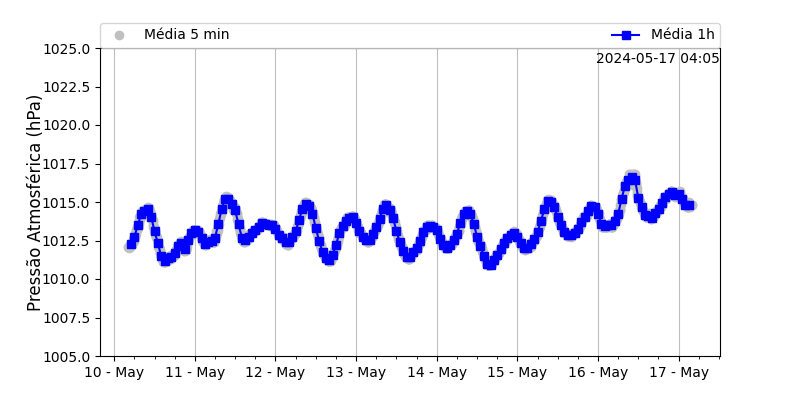 Média 5 min
Média 1h
2024-05-17 04:05
Pressão Atmosférica (hPa)
1025.0
1022.5
1020.0
1017.5
1015.0
1012.5
1010.0
1007.5
1005.0
10 - May
11 - May
12 - May
13 - May
14 - May
15 - May
16 - May
17 - May